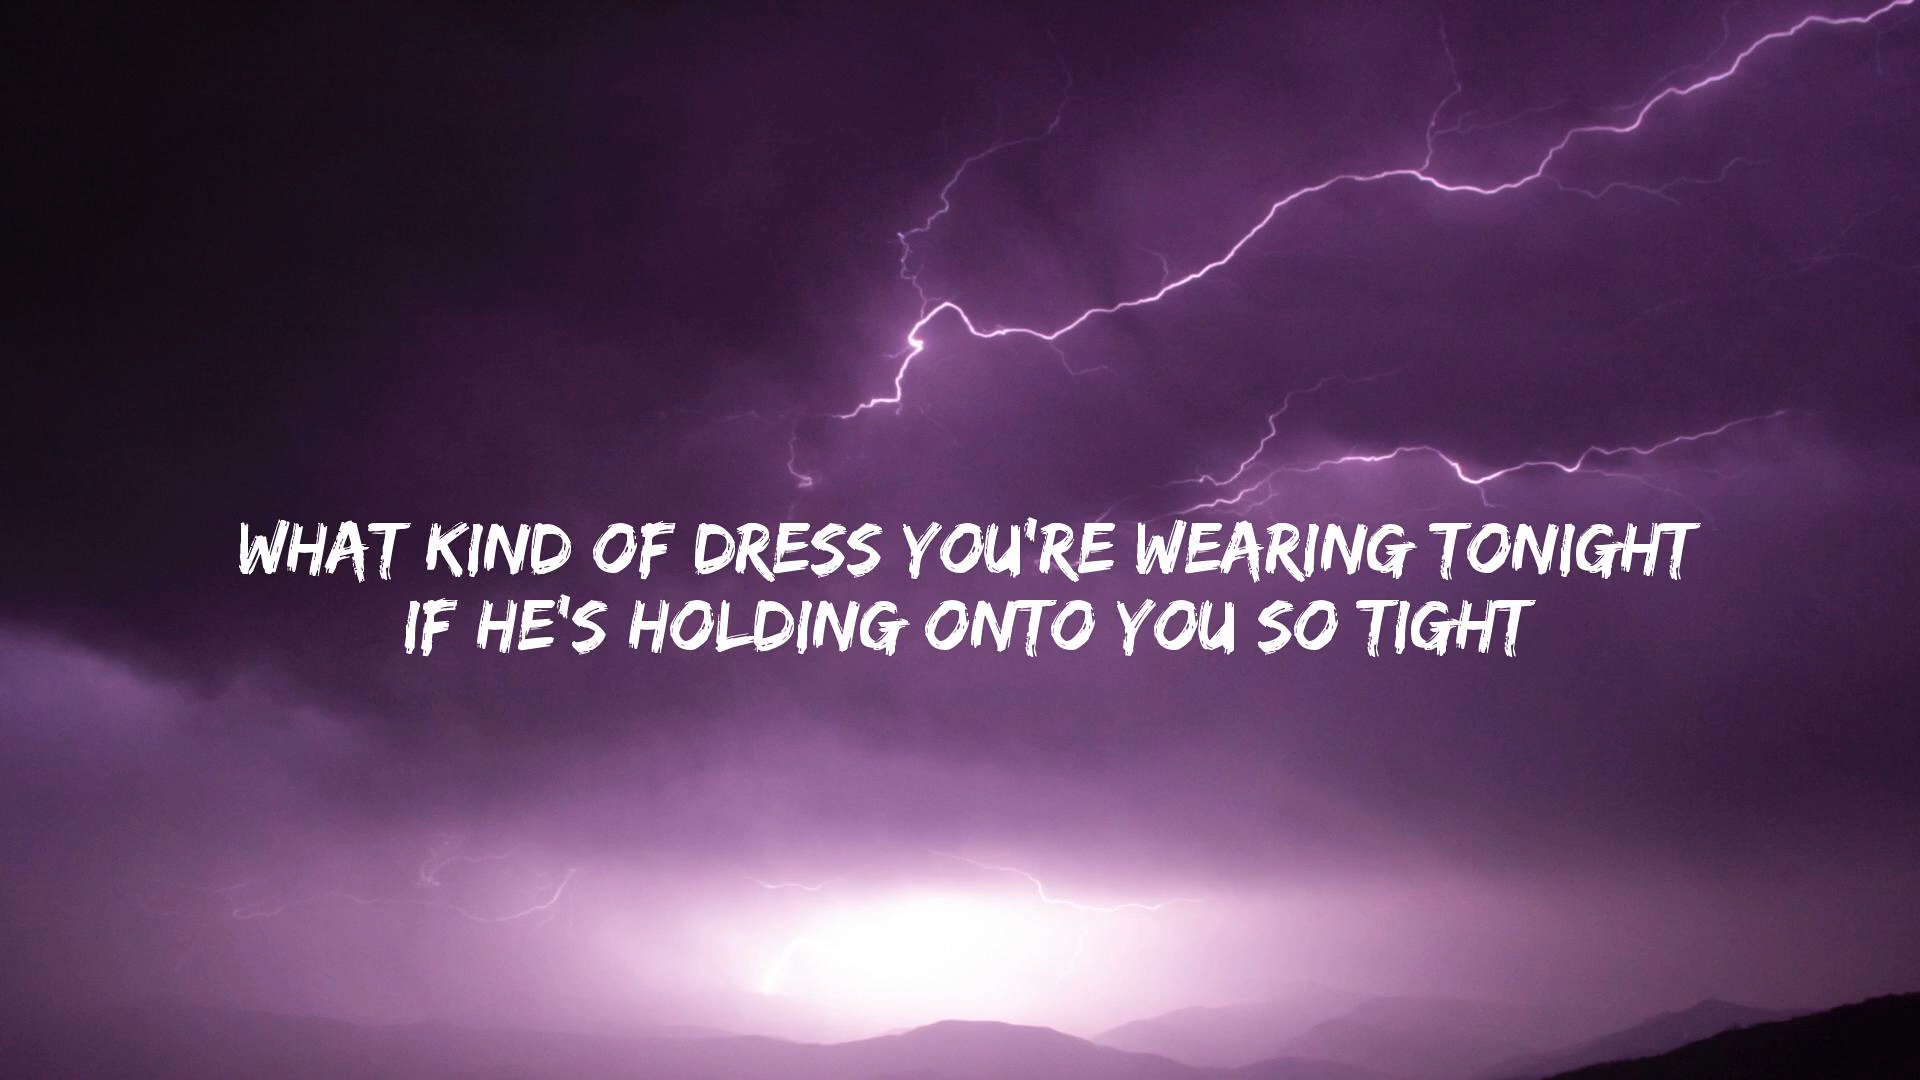 WHAT KIND OF DRESS YOU'RE WEARING TONIGHT
IF HE'S HOLDING ONTO YOU SO TIGHT